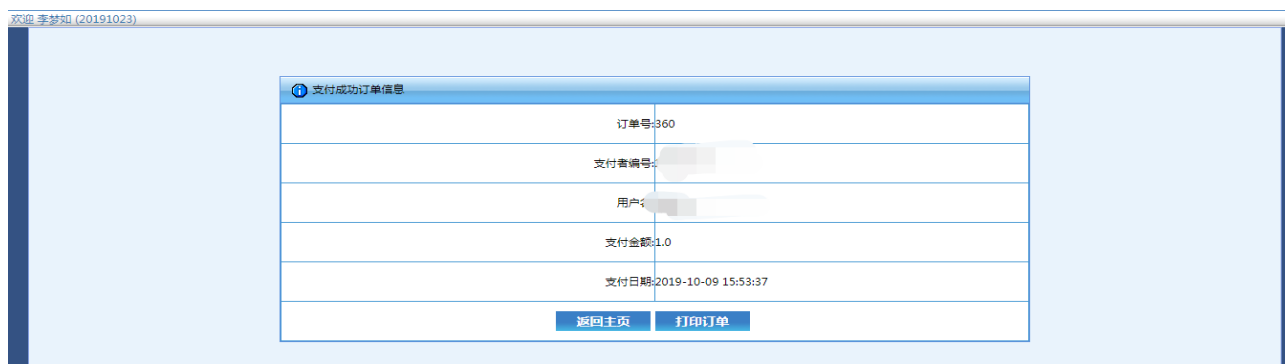 欢迎 李梦如 (20191023)
支付成功订单信息
订单号:360
支付者编号:
用户
支付金额:1.0
支付日期:2019-10-09 15:53:37
返回主页 打印订单